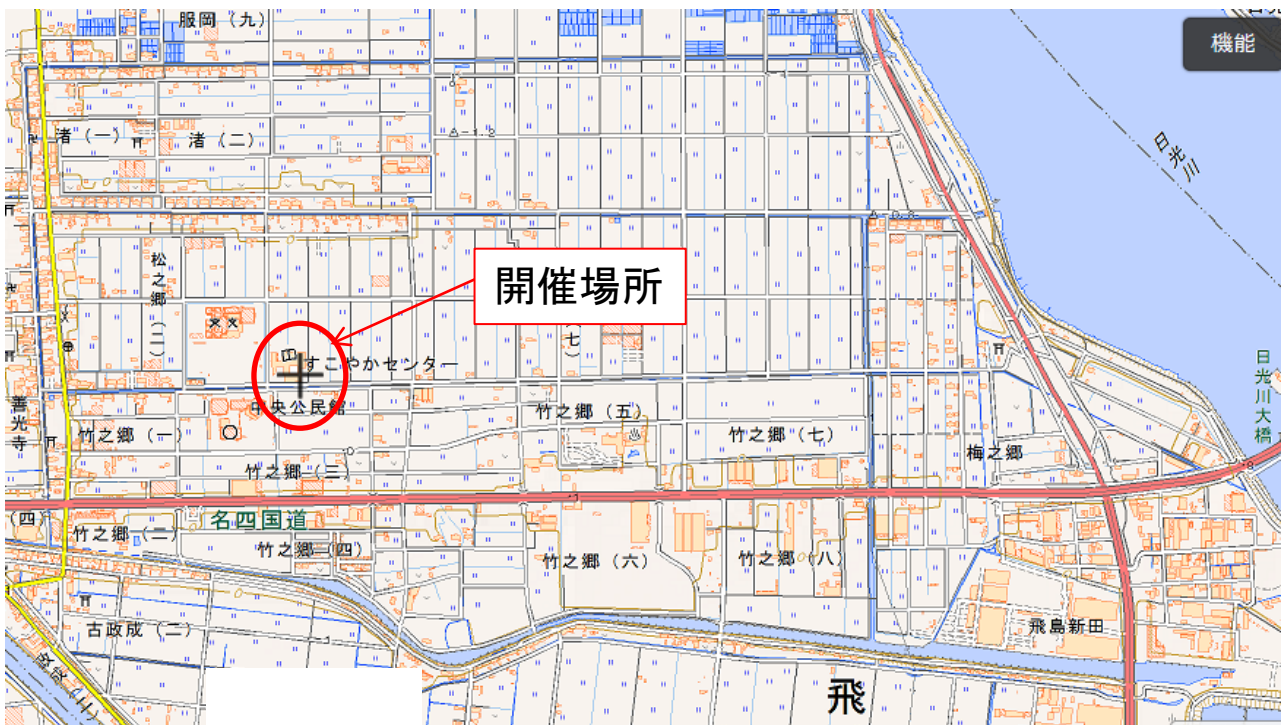 服岡（九）
機能
渚（一）
渚（二）
-1.2
日光川
-0.8
松之郷（二）
開催場所
（七）
すこやかセンター
中央公民館
日光川大橋
善光寺
竹之郷（一）
竹之郷（五）
竹之郷（七）
梅之郷
竹之郷（三）
（四）
名四国道
竹之郷（二）
竹之郷（四）
竹之郷（六）
竹之郷（八）
古政成（二）
飛島新田
飛